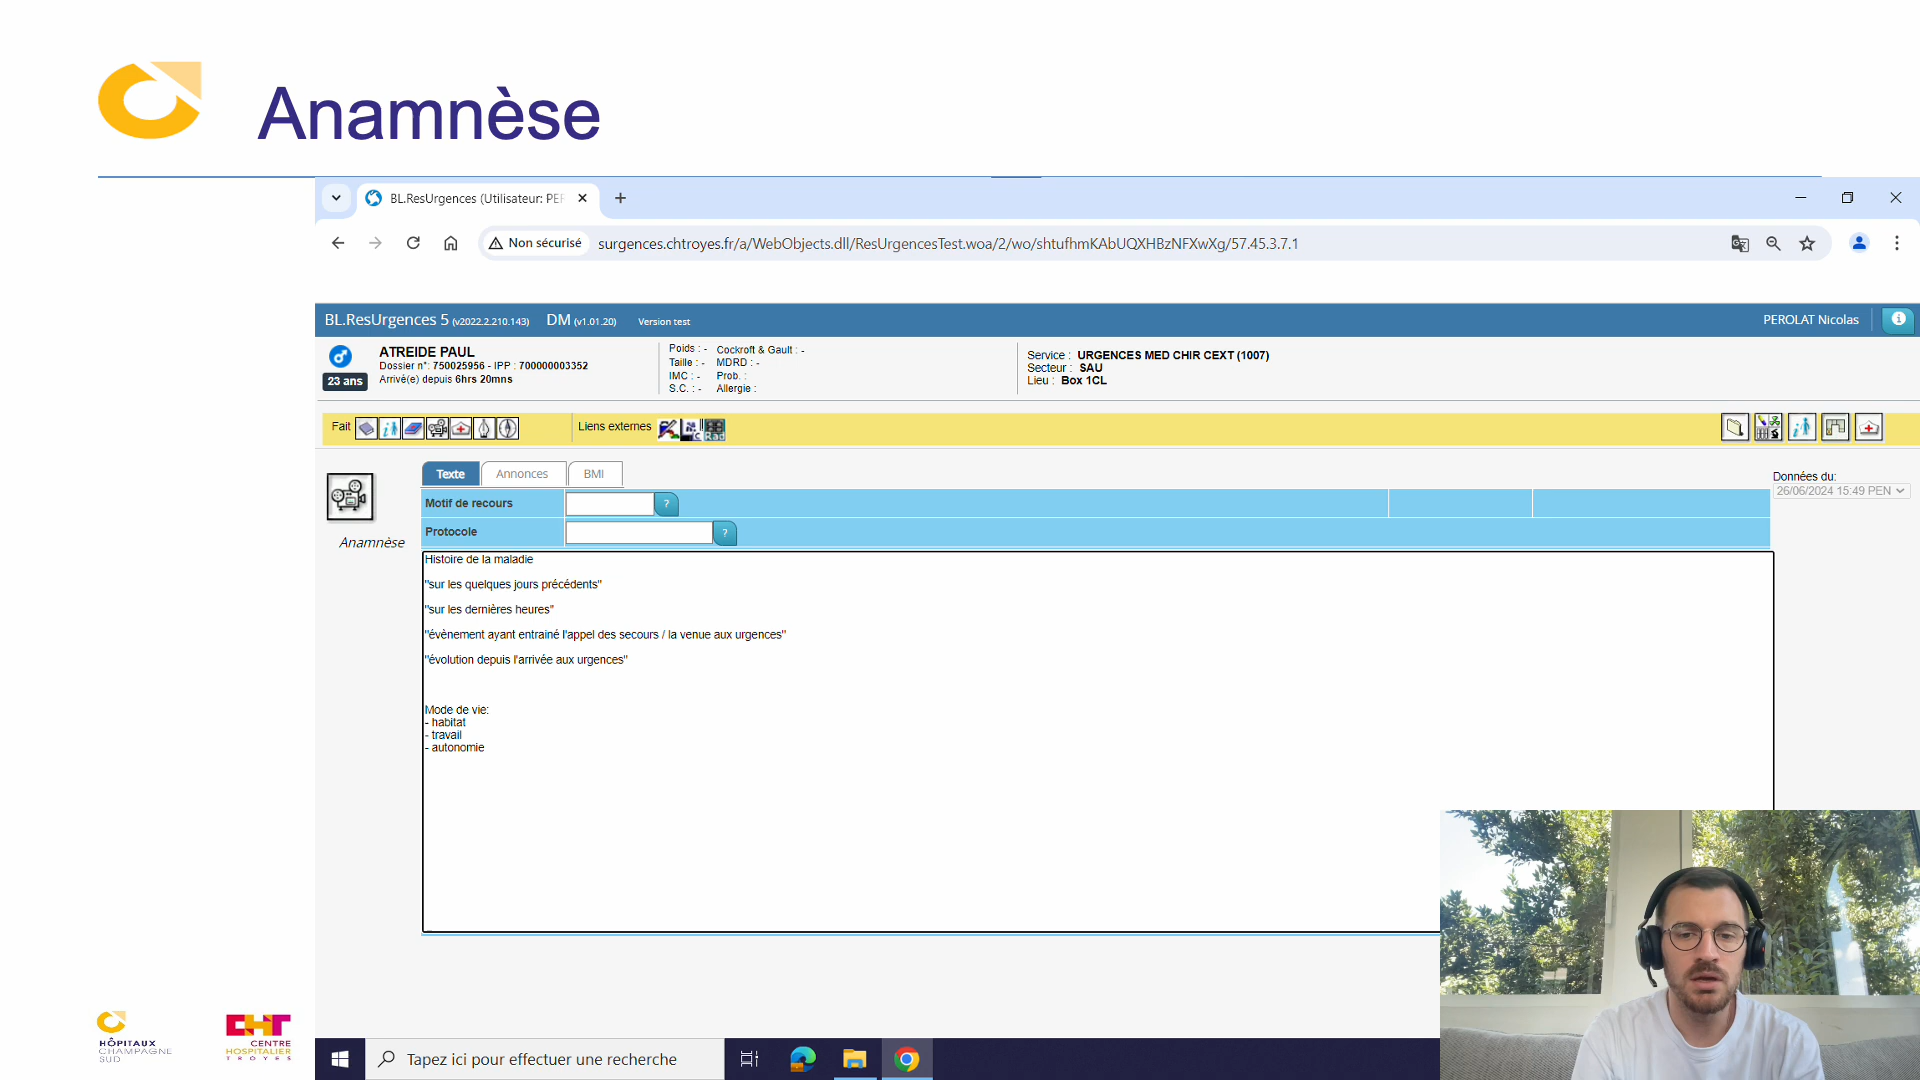 Anamnèse
BL.ResUrgences (Utilisateur: PER
Non sécurisé
surgences.chtroyes.fr/a/WebObjects.dll/ResUrgencesTest.woa/2/wo/shtufhmKAbUQXHBzNFXwXg/57.45.3.7.1
BL.ResUrgences 5 (v2022.2.210.143) DM (v1.01.20) Version test
PEROLAT Nicolas
23 ans
ATREIDE PAUL
Dossier n°: 750025956 - IPP : 700000003352
Arrivé(e) depuis 6hrs 20mns
Poids : - Cockroft & Gault : -
Taille : - MDRD : -
IMC : - Prob. :
S.C. : - Allergie :
Service : URGENCES MED CHIR CEXT (1007)
Secteur : SAU
Lieu : Box 1CL
Fait
Liens externes
Rad
Texte Annonces BMI
Données du:
26/06/2024 15:49 PEN
Motif de recours ?
Protocole ?
Anamnèse
Histoire de la maladie
"sur les quelques jours précédents"
"sur les dernières heures"
"évènement ayant entrainé l'appel des secours / la venue aux urgences"
"évolution depuis l'arrivée aux urgences"
Mode de vie:
- habitat
- travail
- autonomie
HÔPITAUX
CHAMPAGNE
SUD
CHT
CENTRE
HOSPITALIER
TROYES
Tapez ici pour effectuer une recherche